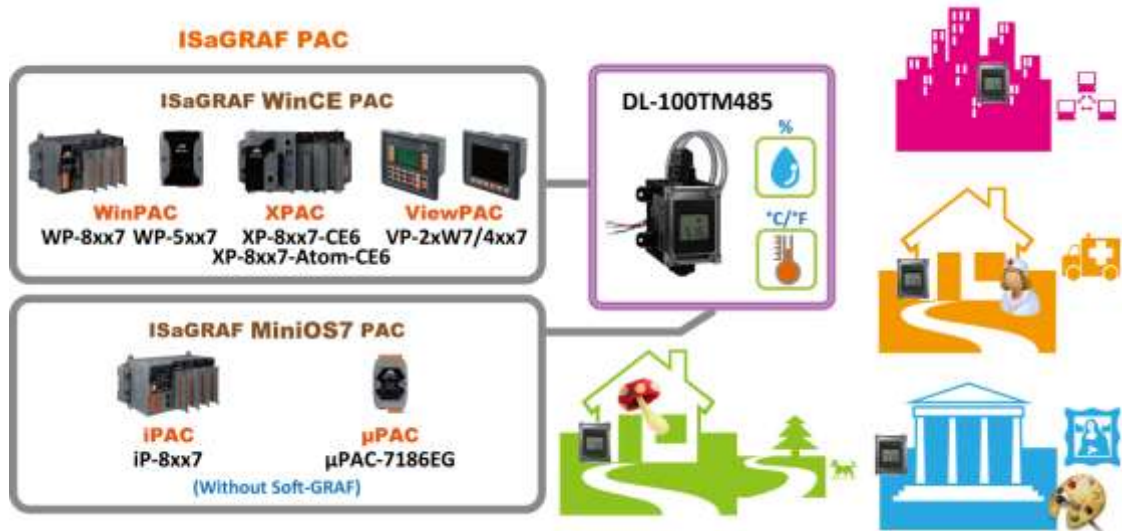 ISaGRAF PAC
ISaGRAF WinCE PAC
WinPAC XPAC ViewPAC
WP-8xx7 WP-5xx7 XP-8xx7-CE6 VP-2xW7/4xx7
XP-8xx7-Atom-CE6
ISaGRAF MiniOS7 PAC
iPAC µPAC
iP-8xx7 µPAC-7186EG
(Without Soft-GRAF)
DL-100TM485
%
°C/°F